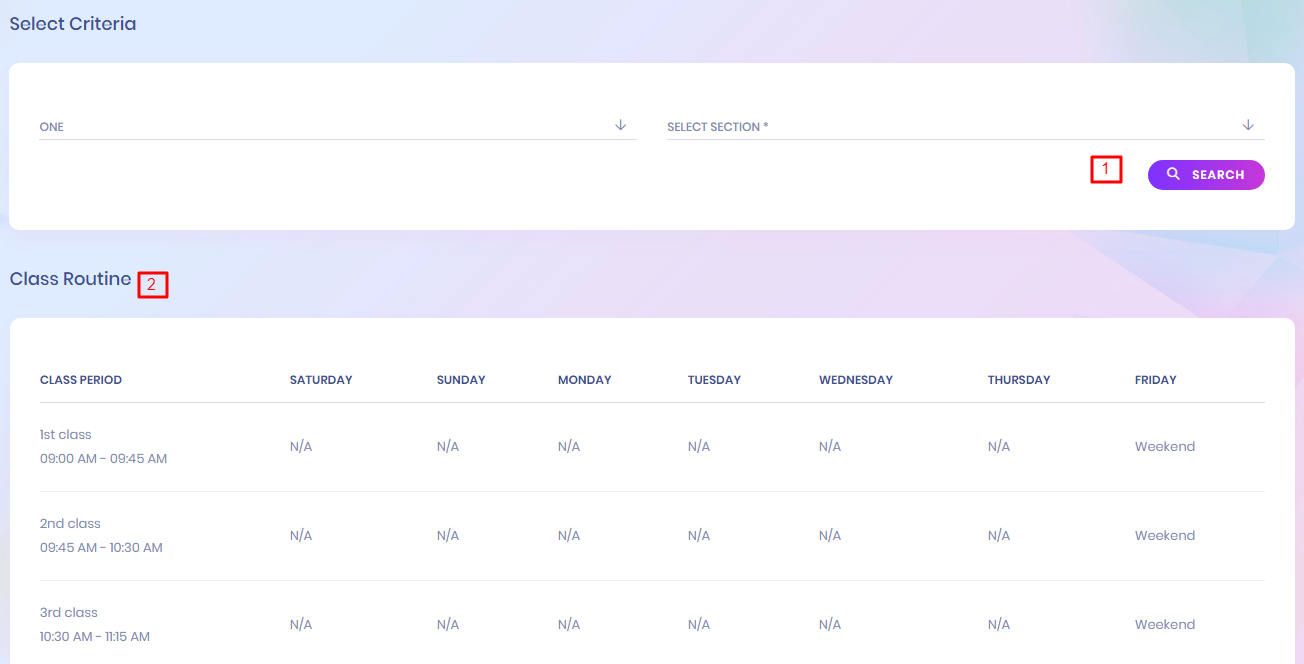 Select Criteria
ONE
SELECT SECTION *
1
SEARCH
Class Routine
2
CLASS PERIOD SATURDAY SUNDAY MONDAY TUESDAY WEDNESDAY THURSDAY FRIDAY
1st class
09:00 AM - 09:45 AM
N/A N/A N/A N/A N/A N/A Weekend
2nd class
09:45 AM - 10:30 AM
N/A N/A N/A N/A N/A N/A Weekend
3rd class
10:30 AM - 11:15 AM
N/A N/A N/A N/A N/A N/A Weekend